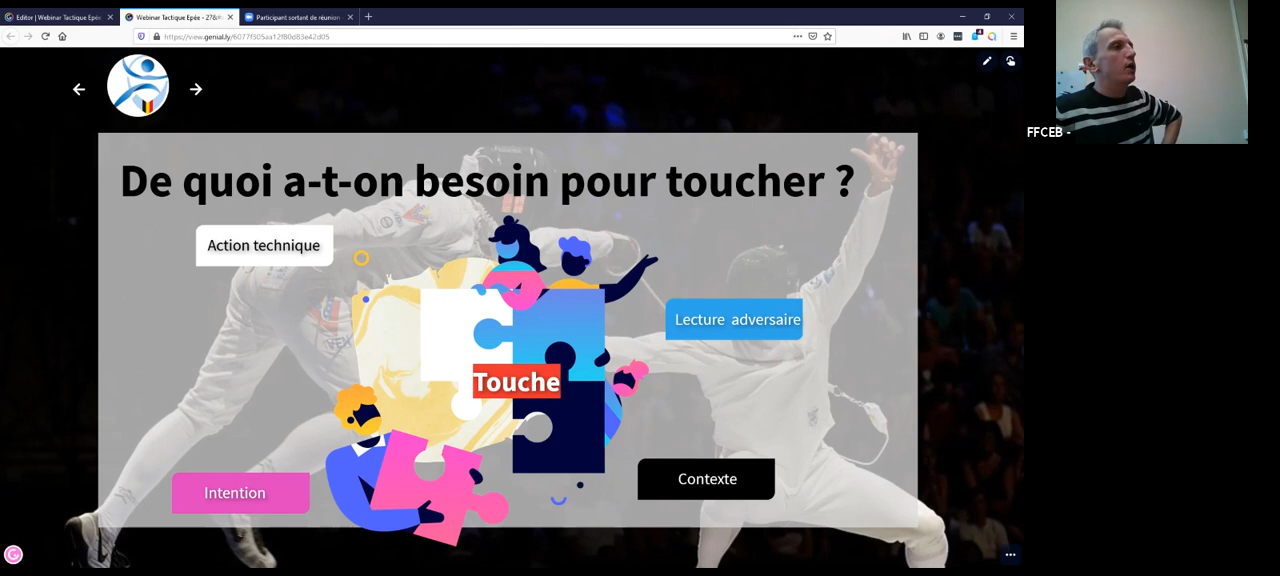 Editor | Webinar Tactique Epée
Webinar Tactique Epée - 27&#
Participant sortant de réunion
https://view.genial.ly/6077f305aa12f80d83e42d05
De quoi a-t-on besoin pour toucher ?
Action technique
Lecture adversaire
Touche
Intention
Contexte
FFCEB -